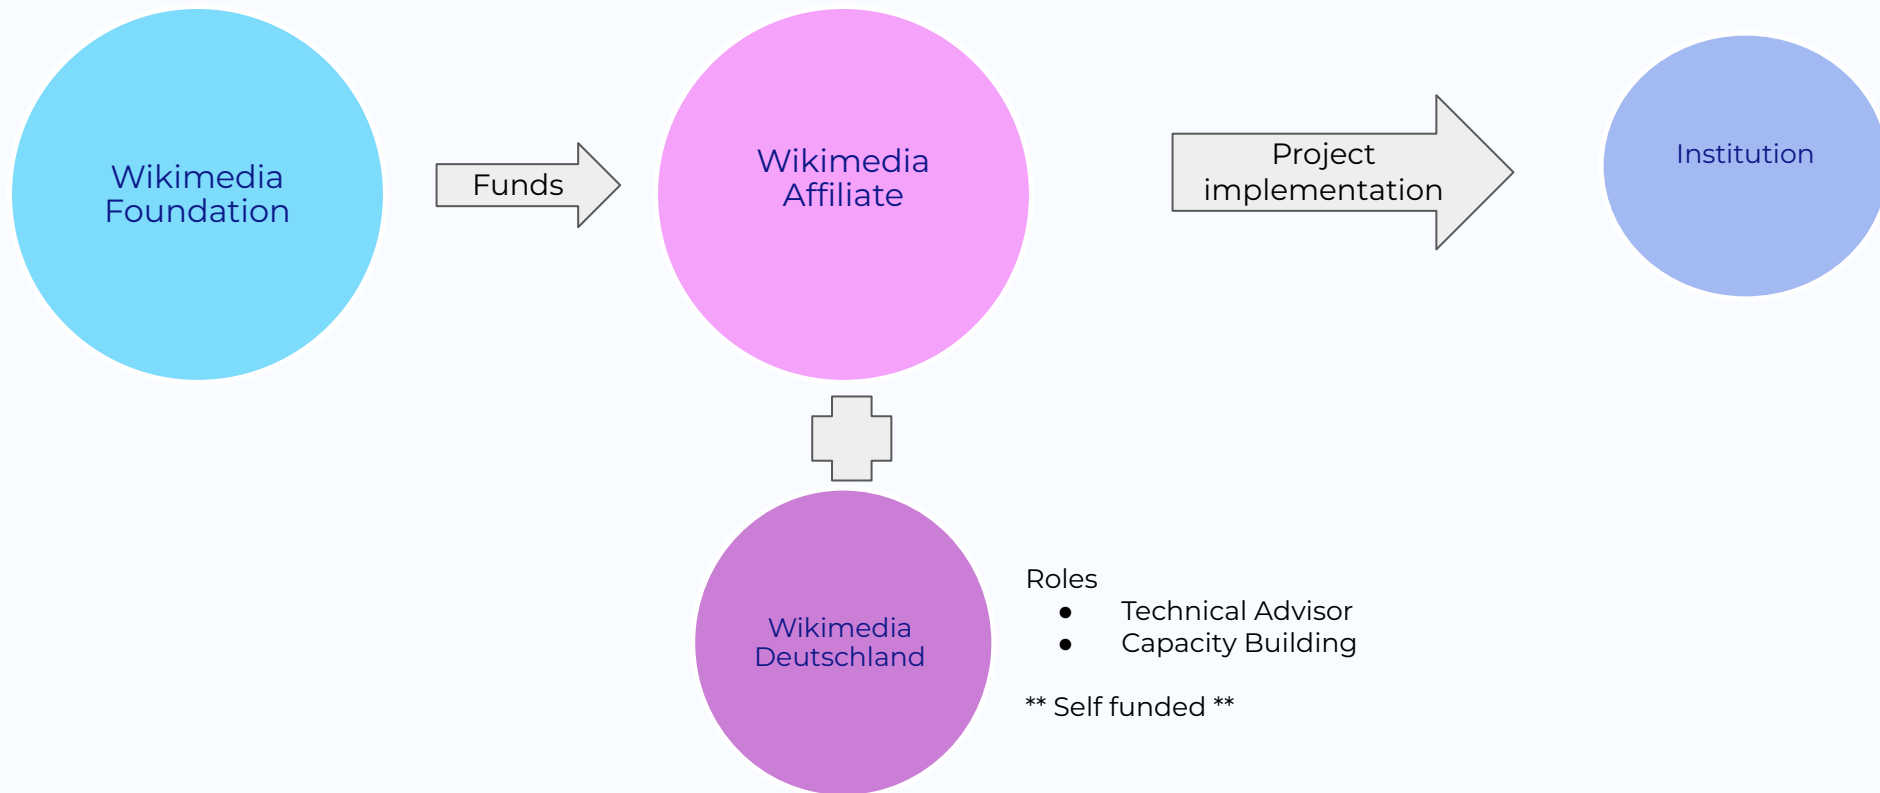 Wikimedia
Foundation
Funds
Wikimedia
Affiliate
Project
implementation
Institution
Wikimedia
Deutschland
Roles
● Technical Advisor
● Capacity Building
** Self funded **